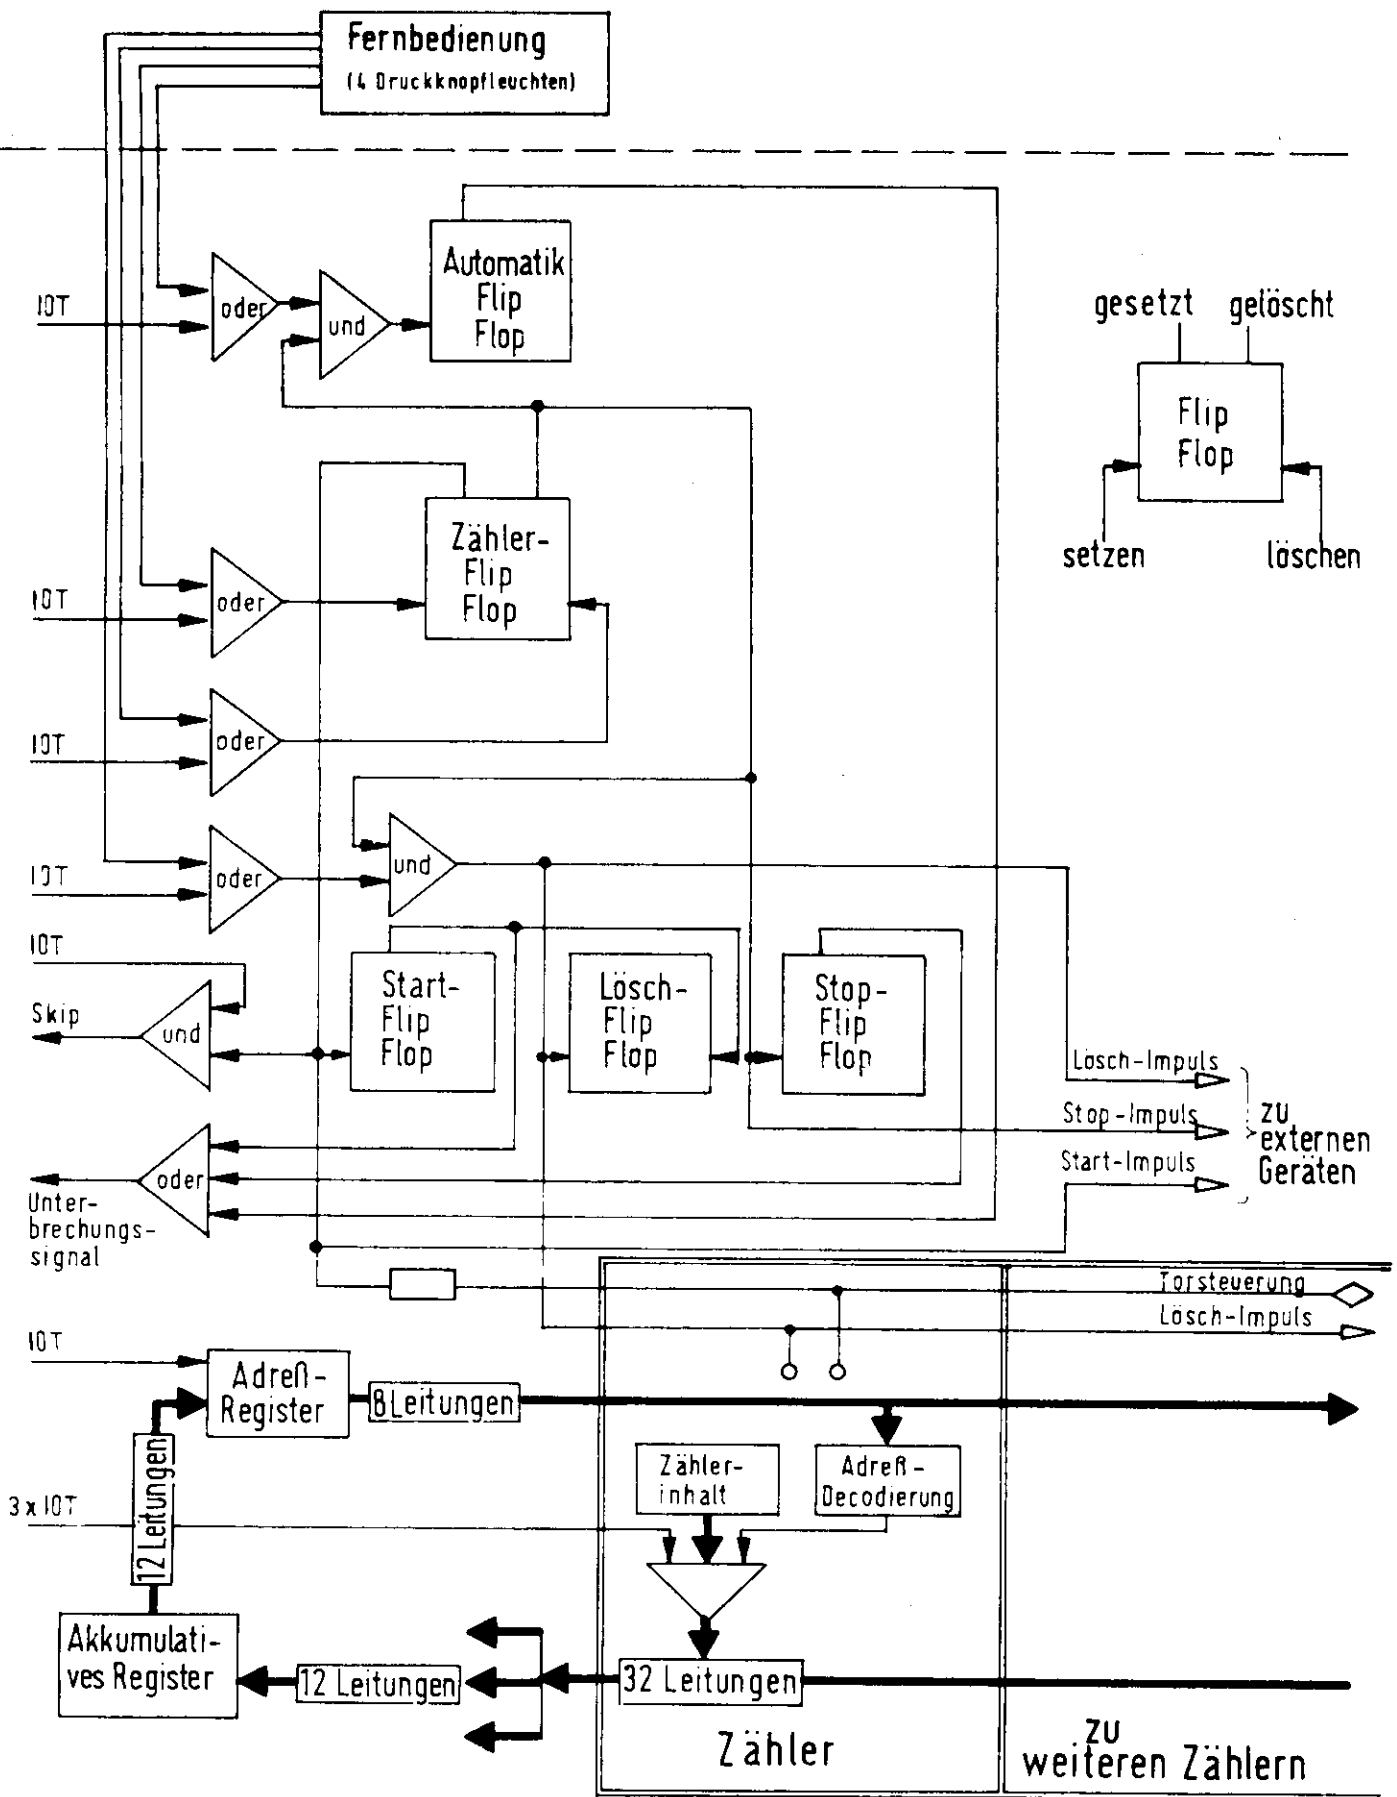 Fernbedienung
(4 Druckknopfleuchten)
Automatik
Flip
Flop
IOT
oder
und
gesetzt gelöscht
Flip
Flop
setzen
löschen
Zähler-
Flip
Flop
IOT
oder
IOT
oder
IOT
oder
und
IOT
Skip
und
Start-
Flip
Flop
Lösch-
Flip
Flop
Stop-
Flip
Flop
Lösch-Impuls
Stop-Impuls
Start-Impuls
zu
externen
Geräten
oder
Unter-
brechungs-
signal
Torsteuerung
Lösch-Impuls
IOT
Adreß-
Register
8 Leitungen
12 Leitungen
3 x IOT
Zähler-
inhalt
Adreß-
Decodierung
Akkumulati-
ves Register
12 Leitungen
32 Leitungen
Zähler
zu
weiteren Zählern